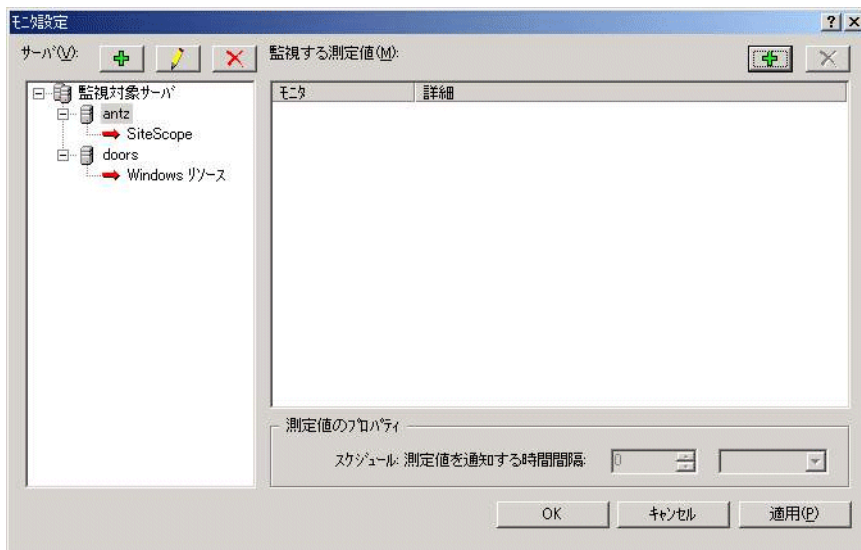 モニタ設定
サーバ(V):
監視する測定値(M):
監視対象サーバ
antz
SiteScope
doors
Windows リソース
モニタ
詳細
測定値のプロパティ
スケジュール: 測定値を通知する時間間隔:
0
OK
キャンセル
適用(P)